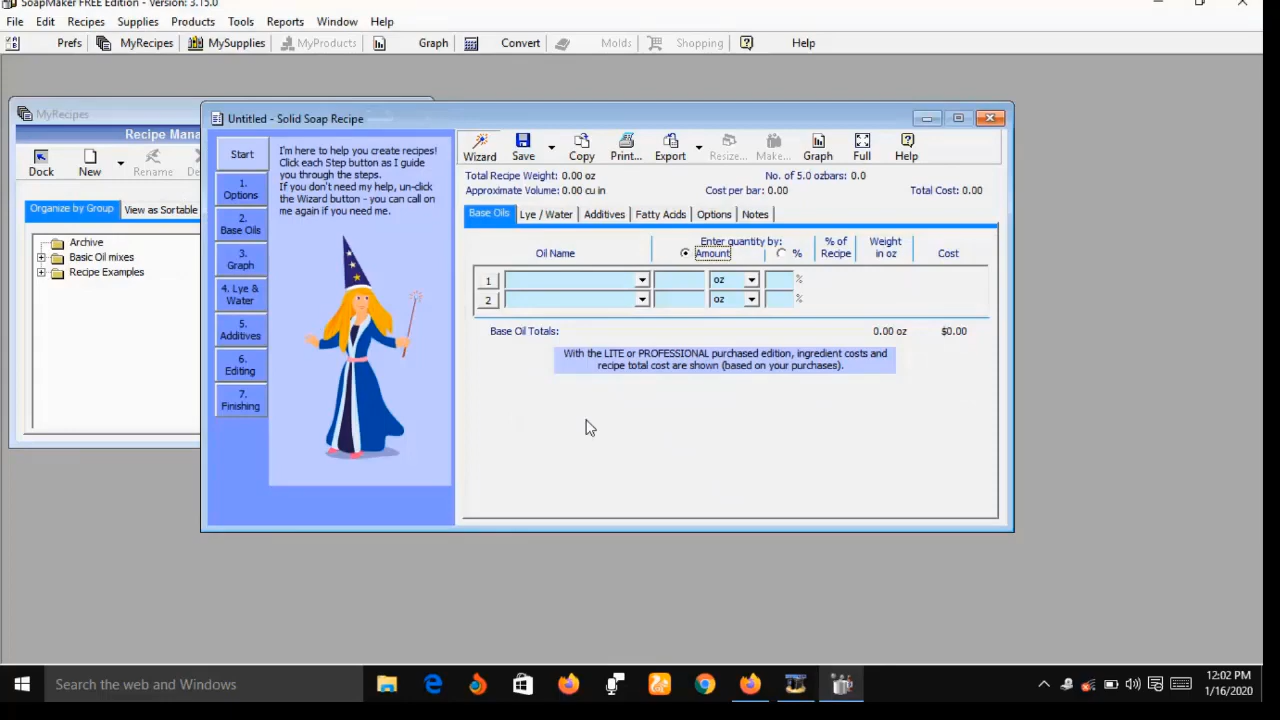 SoapMaker FREE Edition - Version: 3.15.0
File Edit Recipes Supplies Products Tools Reports Window Help
Prefs MyRecipes MySupplies MyProducts Graph Convert Molds Shopping Help
MyRecipes
Recipe Mana
Dock New Rename De
Organize by Group View as Sortable
Archive
Basic Oil mixes
Recipe Examples
Untitled - Solid Soap Recipe
Start
1.
Options
2.
Base Oils
3.
Graph
4. Lye &
Water
5.
Additives
6.
Editing
7.
Finishing
I'm here to help you create recipes!
Click each Step button as I guide
you through the steps.
If you don't need my help, un-click
the Wizard button - you can call on
me again if you need me.
Wizard Save Copy Print... Export Resize... Make... Graph Full Help
Total Recipe Weight: 0.00 oz No. of 5.0 ozbars: 0.0
Approximate Volume: 0.00 cu in Cost per bar: 0.00 Total Cost: 0.00
Base Oils Lye / Water Additives Fatty Acids Options Notes
Oil Name
Enter quantity by:
Amount %
% of
Recipe
Weight
in oz
Cost
1 oz %
2 oz %
Base Oil Totals: 0.00 oz $0.00
With the LITE or PROFESSIONAL purchased edition, ingredient costs and
recipe total cost are shown (based on your purchases).
Search the web and Windows
12:02 PM
1/16/2020